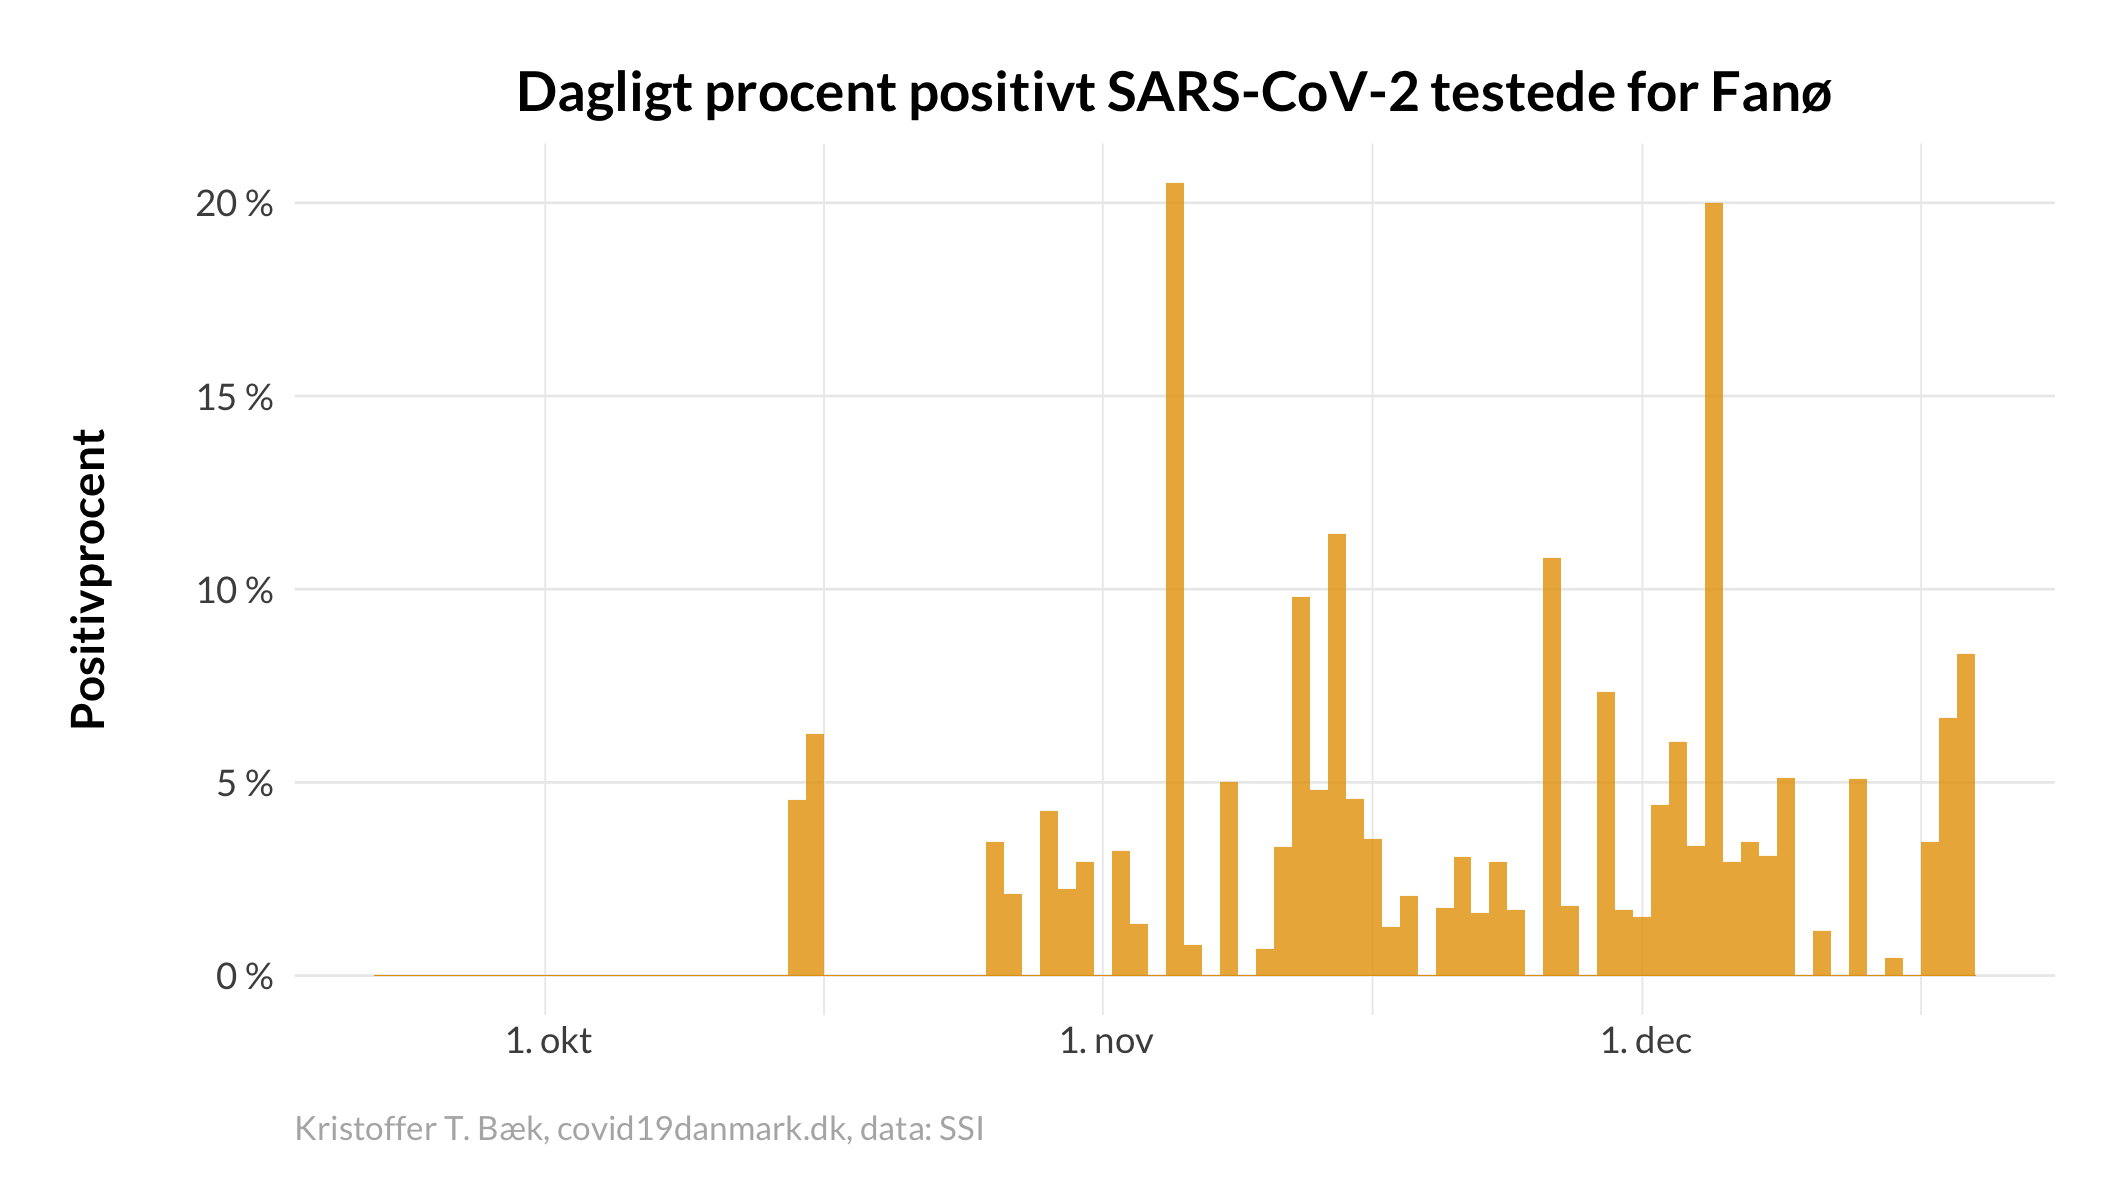 Dagligt procent positivt SARS-CoV-2 testede for Fanø
Positivprocent
20 %
15 %
10 %
5 %
0 %
1. okt
1. nov
1. dec
Kristoffer T. Bæk, covid19danmark.dk, data: SSI